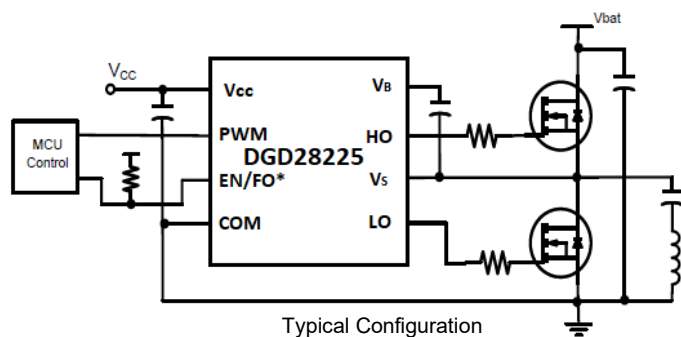 Vbat
VCC
Vcc
VB
MCU
Control
PWM
HO
DGD28225
EN/FO*
VS
COM
LO
Typical Configuration